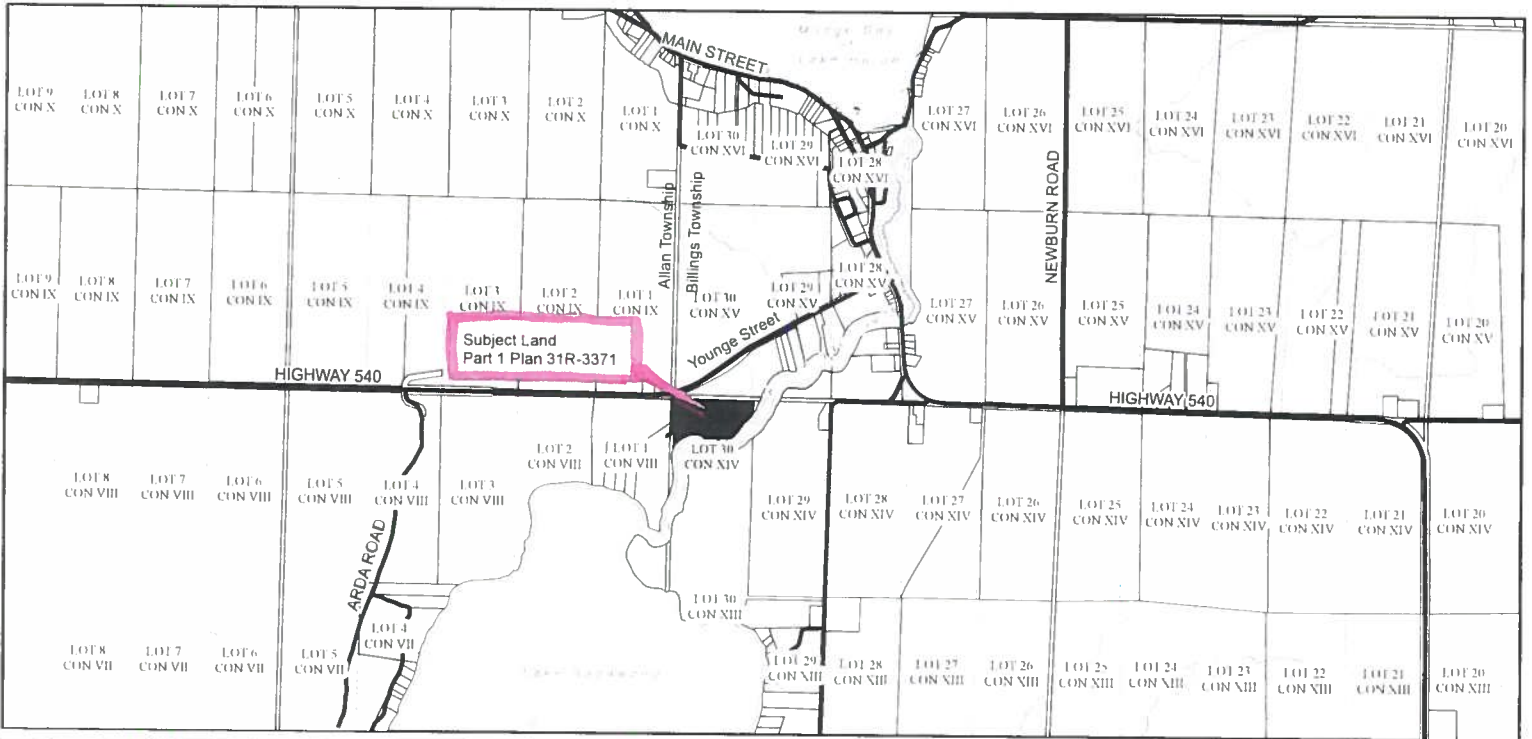 MAIN STREET
LOT 9
CON X
LOT 8
CON X
LOT 7
CON X
LOT 6
CON X
LOT 5
CON X
LOT 4
CON X
LOT 3
CON X
LOT 2
CON X
LOT 1
CON X
LOT 30
CON XVI
LOT 29
CON XVI
LOT 28
CON XVI
LOT 27
CON XVI
LOT 26
CON XVI
LOT 25
CON XVI
LOT 24
CON XVI
LOT 23
CON XVI
LOT 22
CON XVI
LOT 21
CON XVI
LOT 20
CON XVI
Allan Township
Billings Township
NEWBURN ROAD
LOT 9
CON IX
LOT 8
CON IX
LOT 7
CON IX
LOT 6
CON IX
LOT 5
CON IX
LOT 4
CON IX
LOT 3
CON IX
LOT 2
CON IX
LOT 1
CON IX
LOT 30
CON XV
LOT 29
CON XV
LOT 28
CON XV
LOT 27
CON XV
LOT 26
CON XV
LOT 25
CON XV
LOT 24
CON XV
LOT 23
CON XV
LOT 22
CON XV
LOT 21
CON XV
LOT 20
CON XV
Younge Street
Subject Land
Part 1 Plan 31R-3371
HIGHWAY 540
HIGHWAY 540
LOT 8
CON VIII
LOT 7
CON VIII
LOT 6
CON VIII
LOT 5
CON VIII
LOT 4
CON VIII
LOT 3
CON VIII
LOT 2
CON VIII
LOT 1
CON VIII
LOT 30
CON XIV
LOT 29
CON XIV
LOT 28
CON XIV
LOT 27
CON XIV
LOT 26
CON XIV
LOT 25
CON XIV
LOT 24
CON XIV
LOT 23
CON XIV
LOT 22
CON XIV
LOT 21
CON XIV
LOT 20
CON XIV
ARDA ROAD
LOT 8
CON VII
LOT 7
CON VII
LOT 6
CON VII
LOT 5
CON VII
LOT 4
CON VII
LOT 30
CON XIII
LOT 29
CON XIII
LOT 28
CON XIII
LOT 27
CON XIII
LOT 26
CON XIII
LOT 25
CON XIII
LOT 24
CON XIII
LOT 23
CON XIII
LOT 22
CON XIII
LOT 21
CON XIII
LOT 20
CON XIII